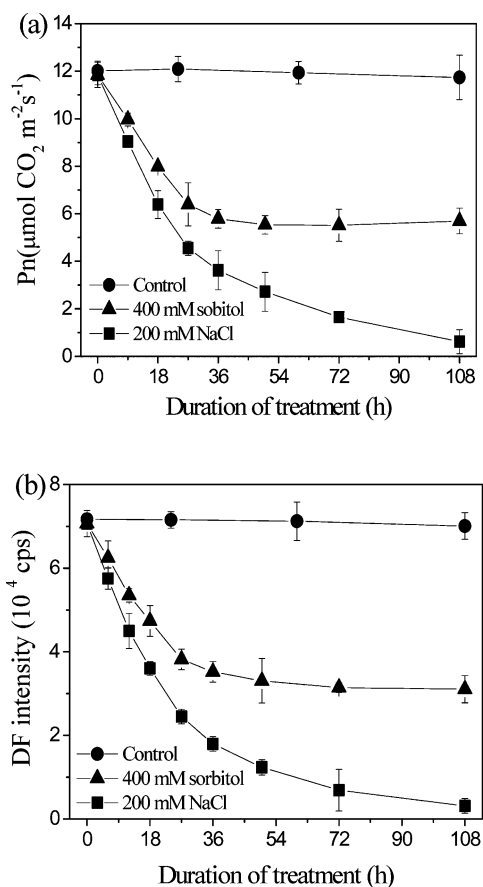 (a)
14
12
10
8
6
4
2
0
Pn(μmol CO2 m-2s-1)
Control
400 mM sobitol
200 mM NaCl
0 18 36 54 72 90 108
Duration of treatment (h)
(b)
8
6
4
2
0
DF intensity (10-4 cps)
Control
400 mM sorbitol
200 mM NaCl
0 18 36 54 72 90 108
Duration of treatment (h)